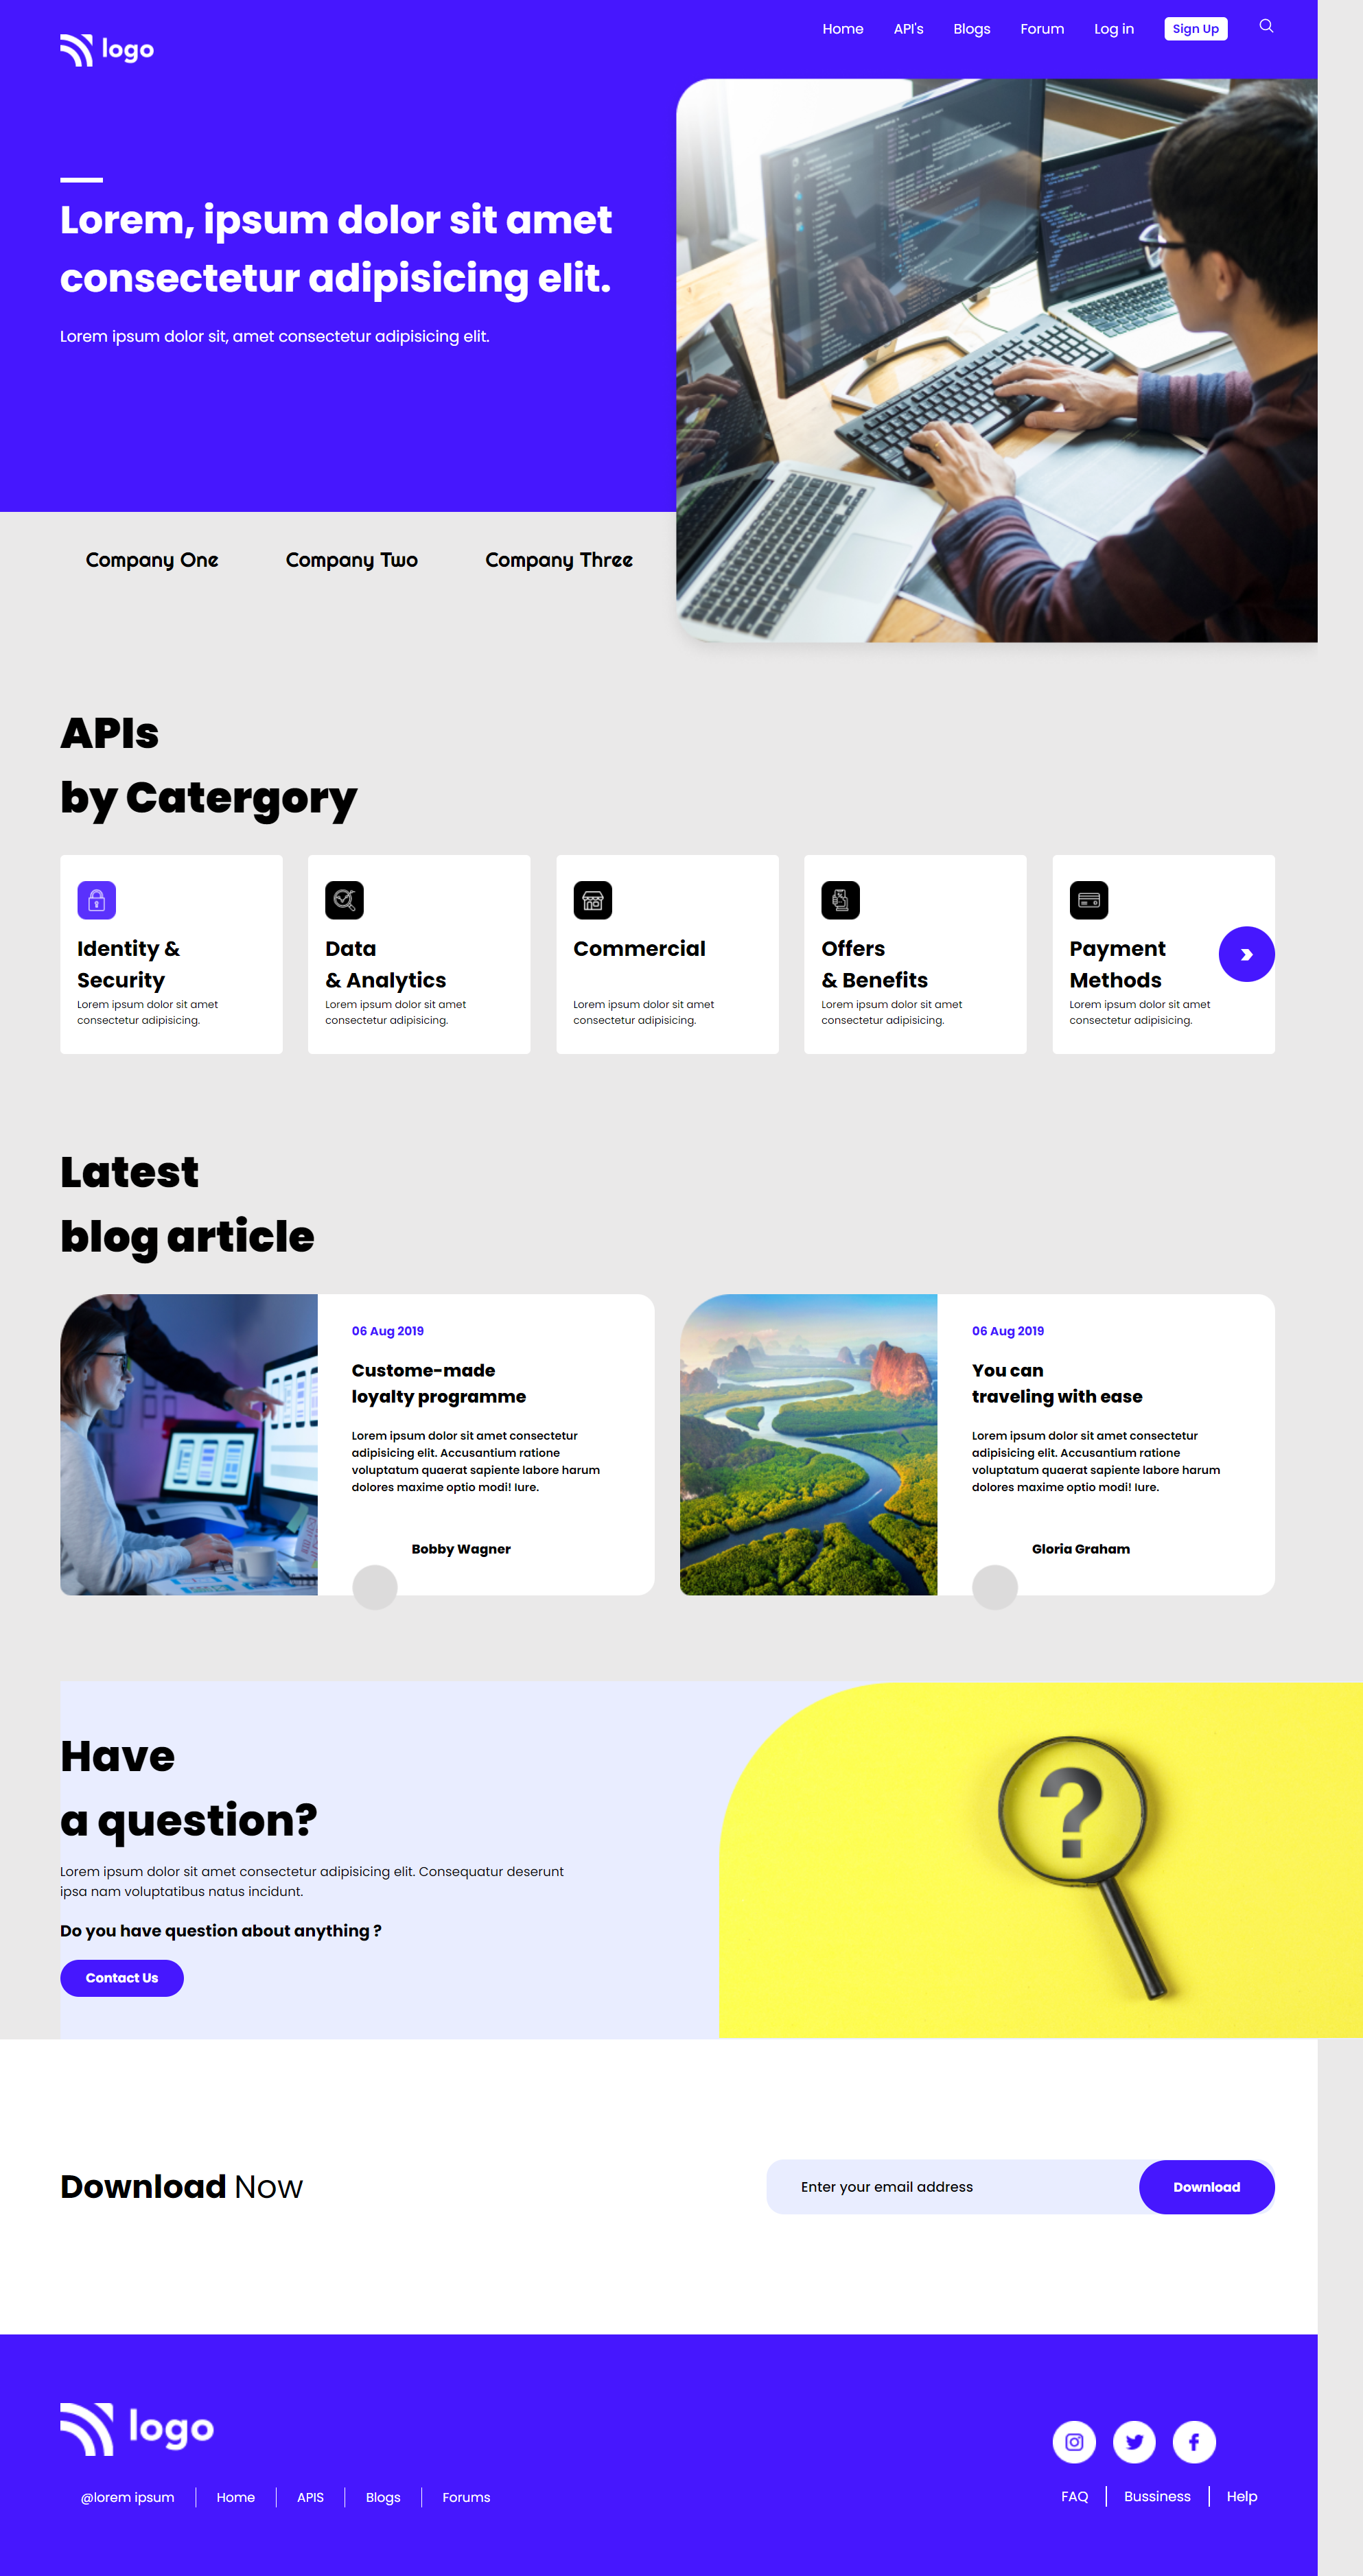 logo
Home API's Blogs Forum Log in Sign Up
Lorem, ipsum dolor sit amet
consectetur adipisicing elit.
Lorem ipsum dolor sit, amet consectetur adipisicing elit.
Company One Company Two Company Three
APIs
by Catergory
Identity &
Security
Lorem ipsum dolor sit amet
consectetur adipisicing.
Data
& Analytics
Lorem ipsum dolor sit amet
consectetur adipisicing.
Commercial
Lorem ipsum dolor sit amet
consectetur adipisicing.
Offers
& Benefits
Lorem ipsum dolor sit amet
consectetur adipisicing.
Payment
Methods
Lorem ipsum dolor sit amet
consectetur adipisicing.
Latest
blog article
06 Aug 2019
Custome-made
loyalty programme
Lorem ipsum dolor sit amet consectetur
adipisicing elit. Accusantium ratione
voluptatum quaerat sapiente labore harum
dolores maxime optio modi! Iure.
Bobby Wagner
06 Aug 2019
You can
traveling with ease
Lorem ipsum dolor sit amet consectetur
adipisicing elit. Accusantium ratione
voluptatum quaerat sapiente labore harum
dolores maxime optio modi! Iure.
Gloria Graham
Have
a question?
Lorem ipsum dolor sit amet consectetur adipisicing elit. Consequatur deserunt
ipsa nam voluptatibus natus incidunt.
Do you have question about anything ?
Contact Us
?
Download Now
Enter your email address
Download
logo
@lorem ipsum Home APIS Blogs Forums
FAQ Bussiness Help